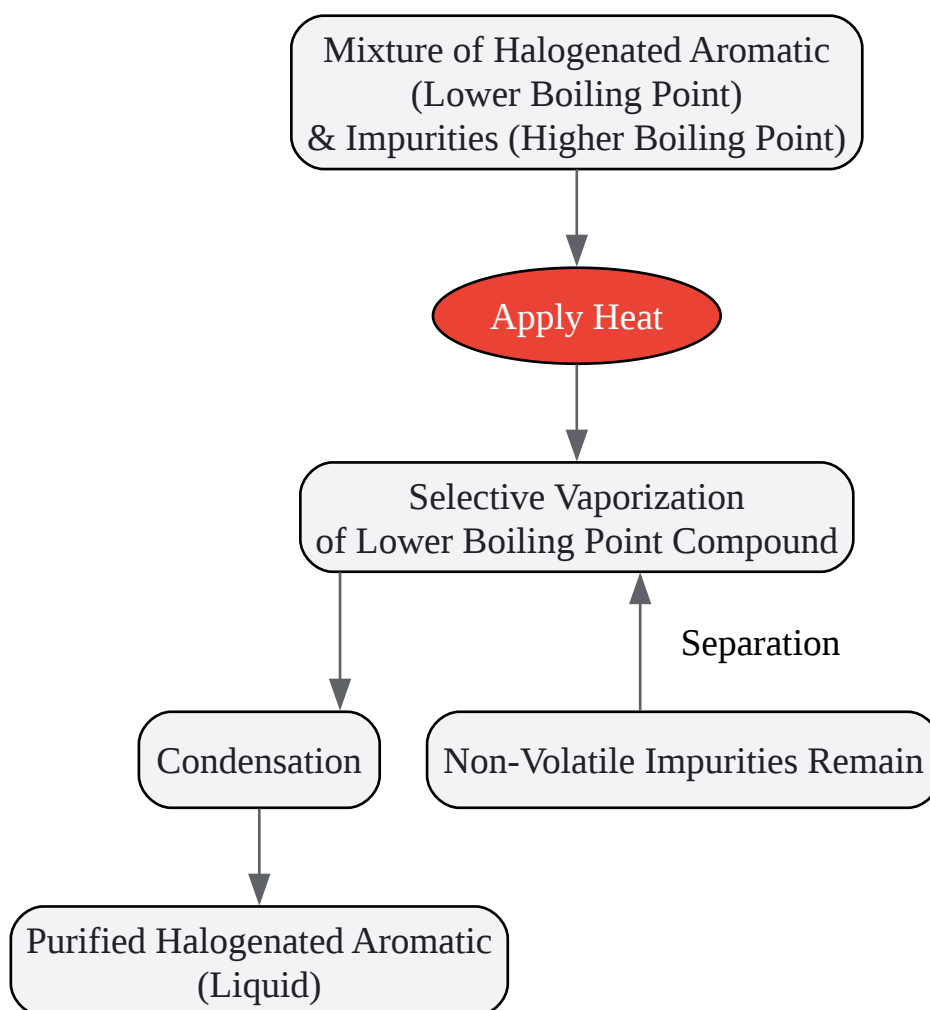 Mixture of Halogenated Aromatic
(Lower Boiling Point)
& Impurities (Higher Boiling Point)
Apply Heat
Selective Vaporization
of Lower Boiling Point Compound
Separation
Condensation
Non-Volatile Impurities Remain
Purified Halogenated Aromatic
(Liquid)